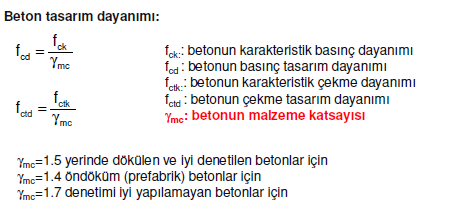 Beton tasarım dayanımı:
fcd = fck / γmc
fck: betonun karakteristik basınç dayanımı
fcd : betonun basınç tasarım dayanımı
fctk: betonun karakteristik çekme dayanımı
fctd = fctk / γmc
fctd : betonun çekme tasarım dayanımı
γmc: betonun malzeme katsayısı
γmc=1.5 yerinde dökülen ve iyi denetilen betonlar için
γmc=1.4 öndöküm (prefabrik) betonlar için
γmc=1.7 denetimi iyi yapılamayan betonlar için